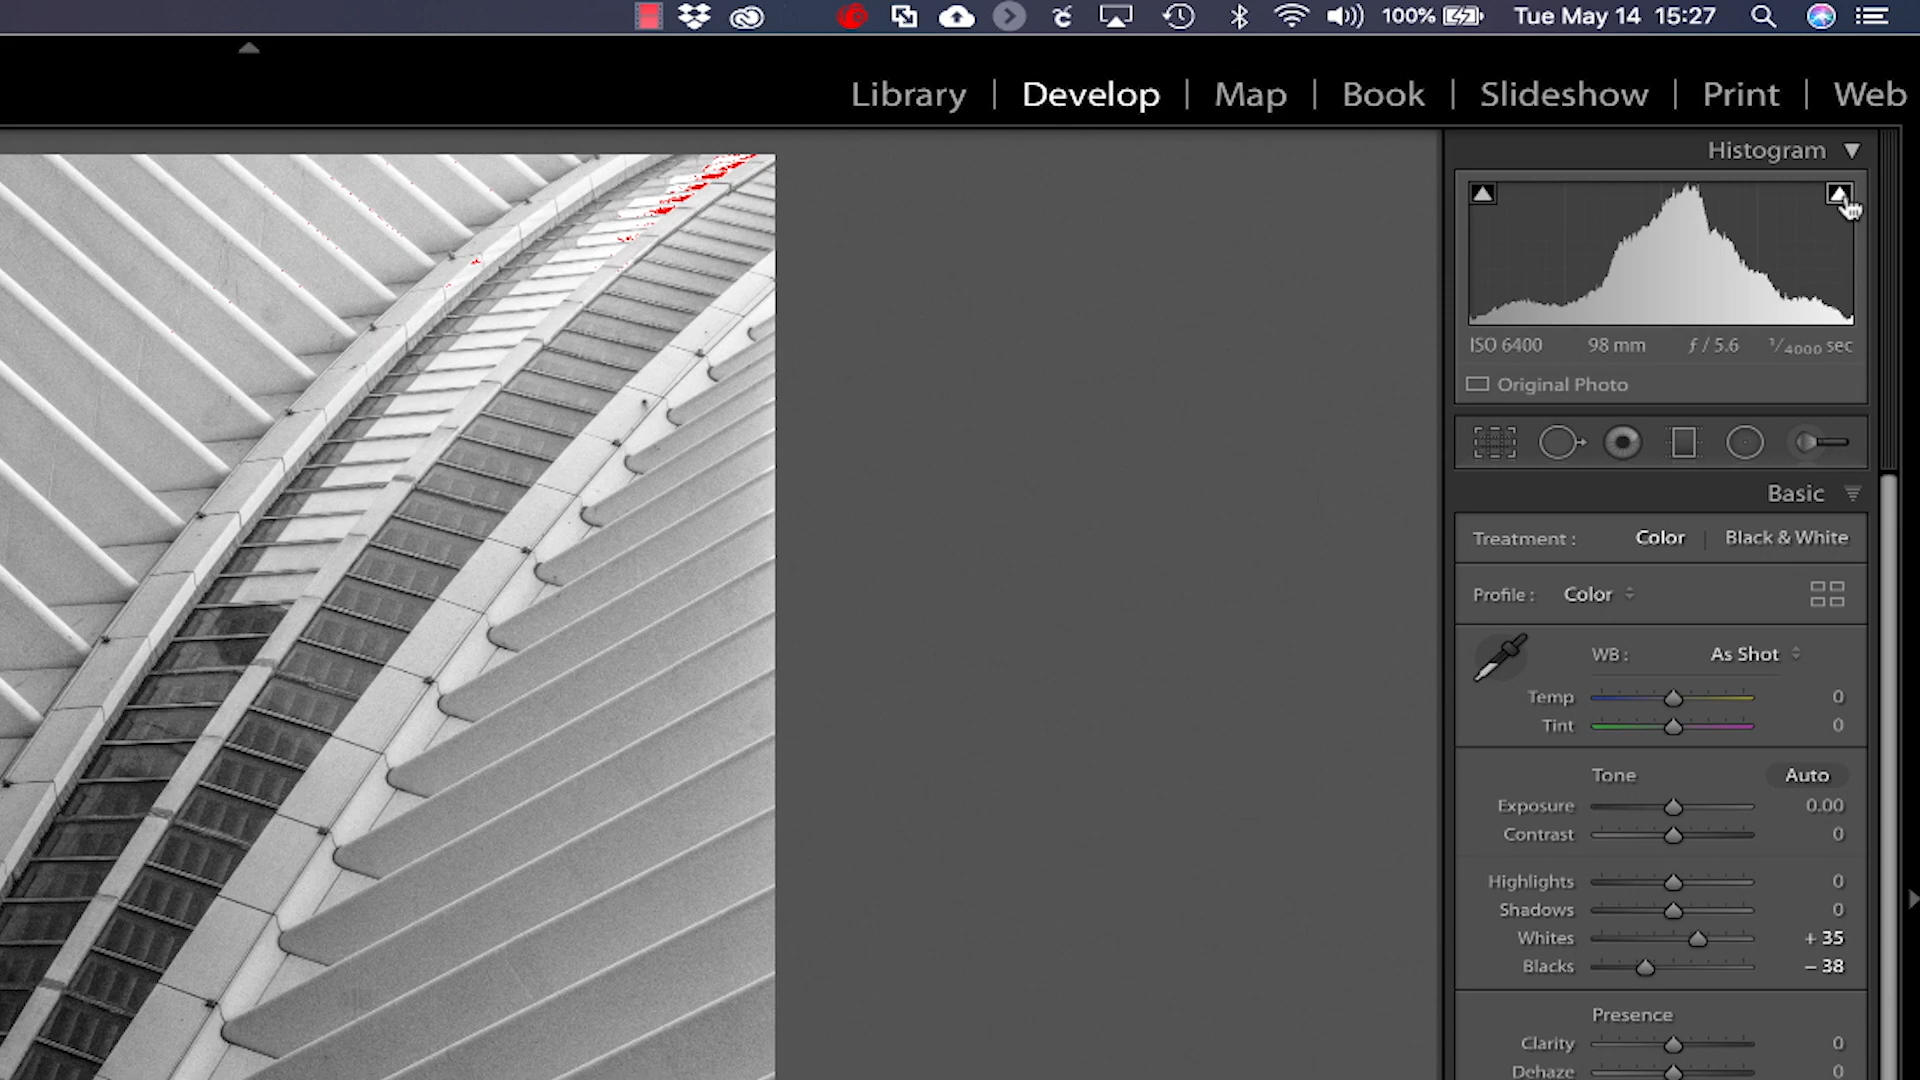 100% Tue May 14 15:27
Library | Develop | Map | Book | Slideshow | Print | Web
Histogram
ISO 6400 98 mm ƒ / 5.6 1/4000 sec
Original Photo
Basic
Treatment : Color Black & White
Profile : Color
WB : As Shot
Temp 0
Tint 0
Tone Auto
Exposure 0.00
Contrast 0
Highlights 0
Shadows 0
Whites + 35
Blacks – 38
Presence
Clarity 0
Dehaze 0